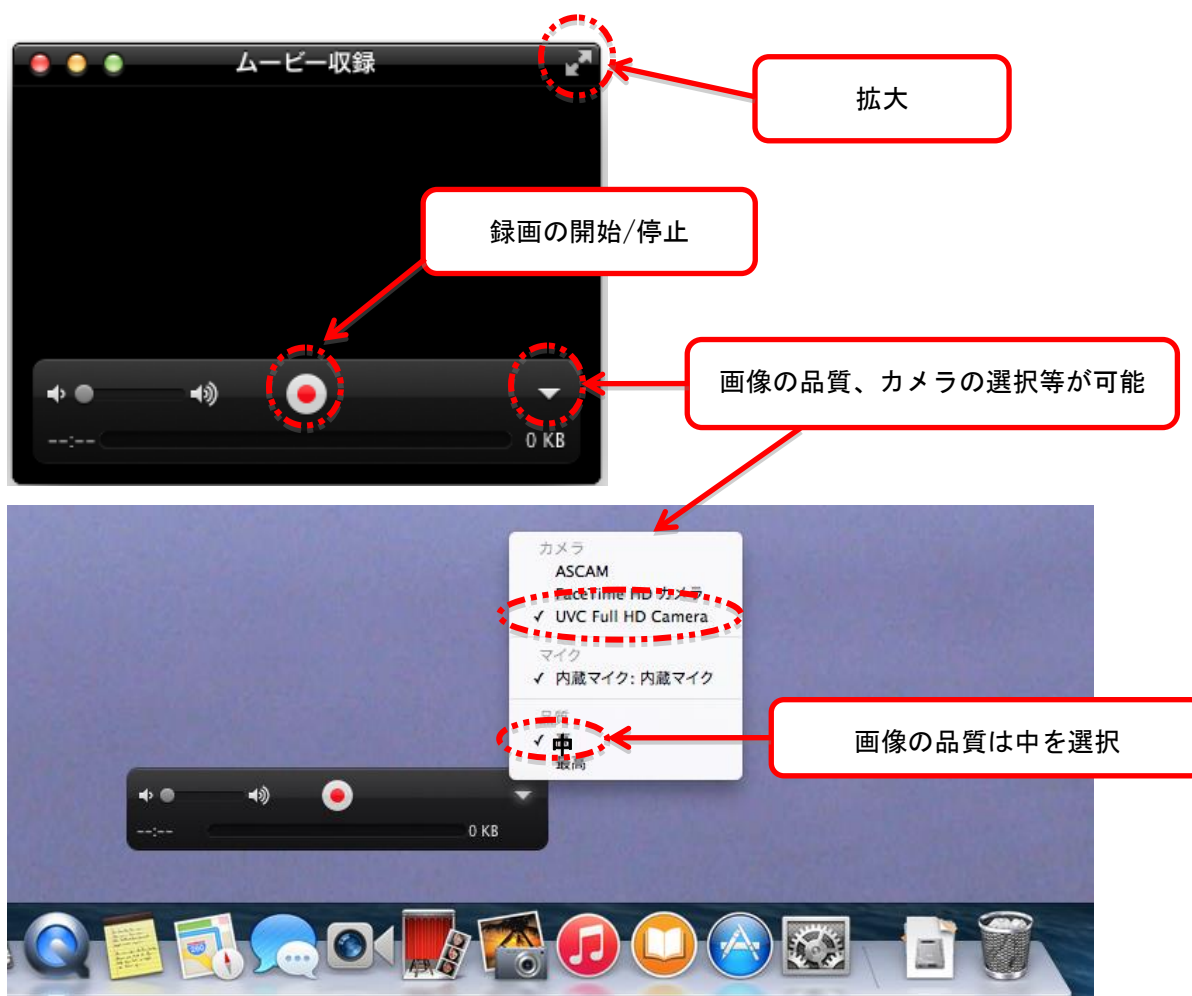 ムービー収録
拡大
録画の開始/停止
画像の品質、カメラの選択等が可能
--:--
0 KB
カメラ
ASCAM
FaceTime HD カメラ
✓ UVC Full HD Camera
マイク
✓ 内蔵マイク: 内蔵マイク
品質
✓ 中
最高
画像の品質は中を選択
--:--
0 KB